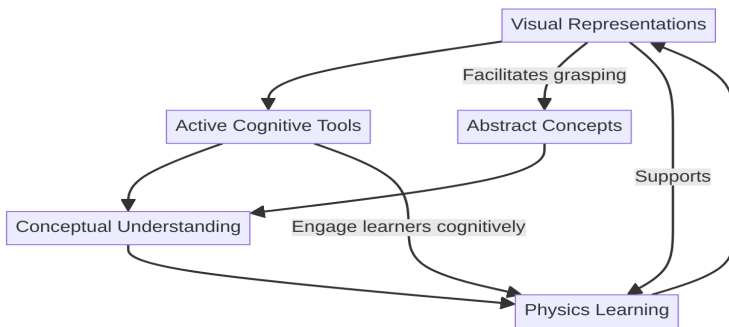 Visual Representations
Facilitates grasping
Active Cognitive Tools
Abstract Concepts
Supports
Conceptual Understanding
Engage learners cognitively
Physics Learning